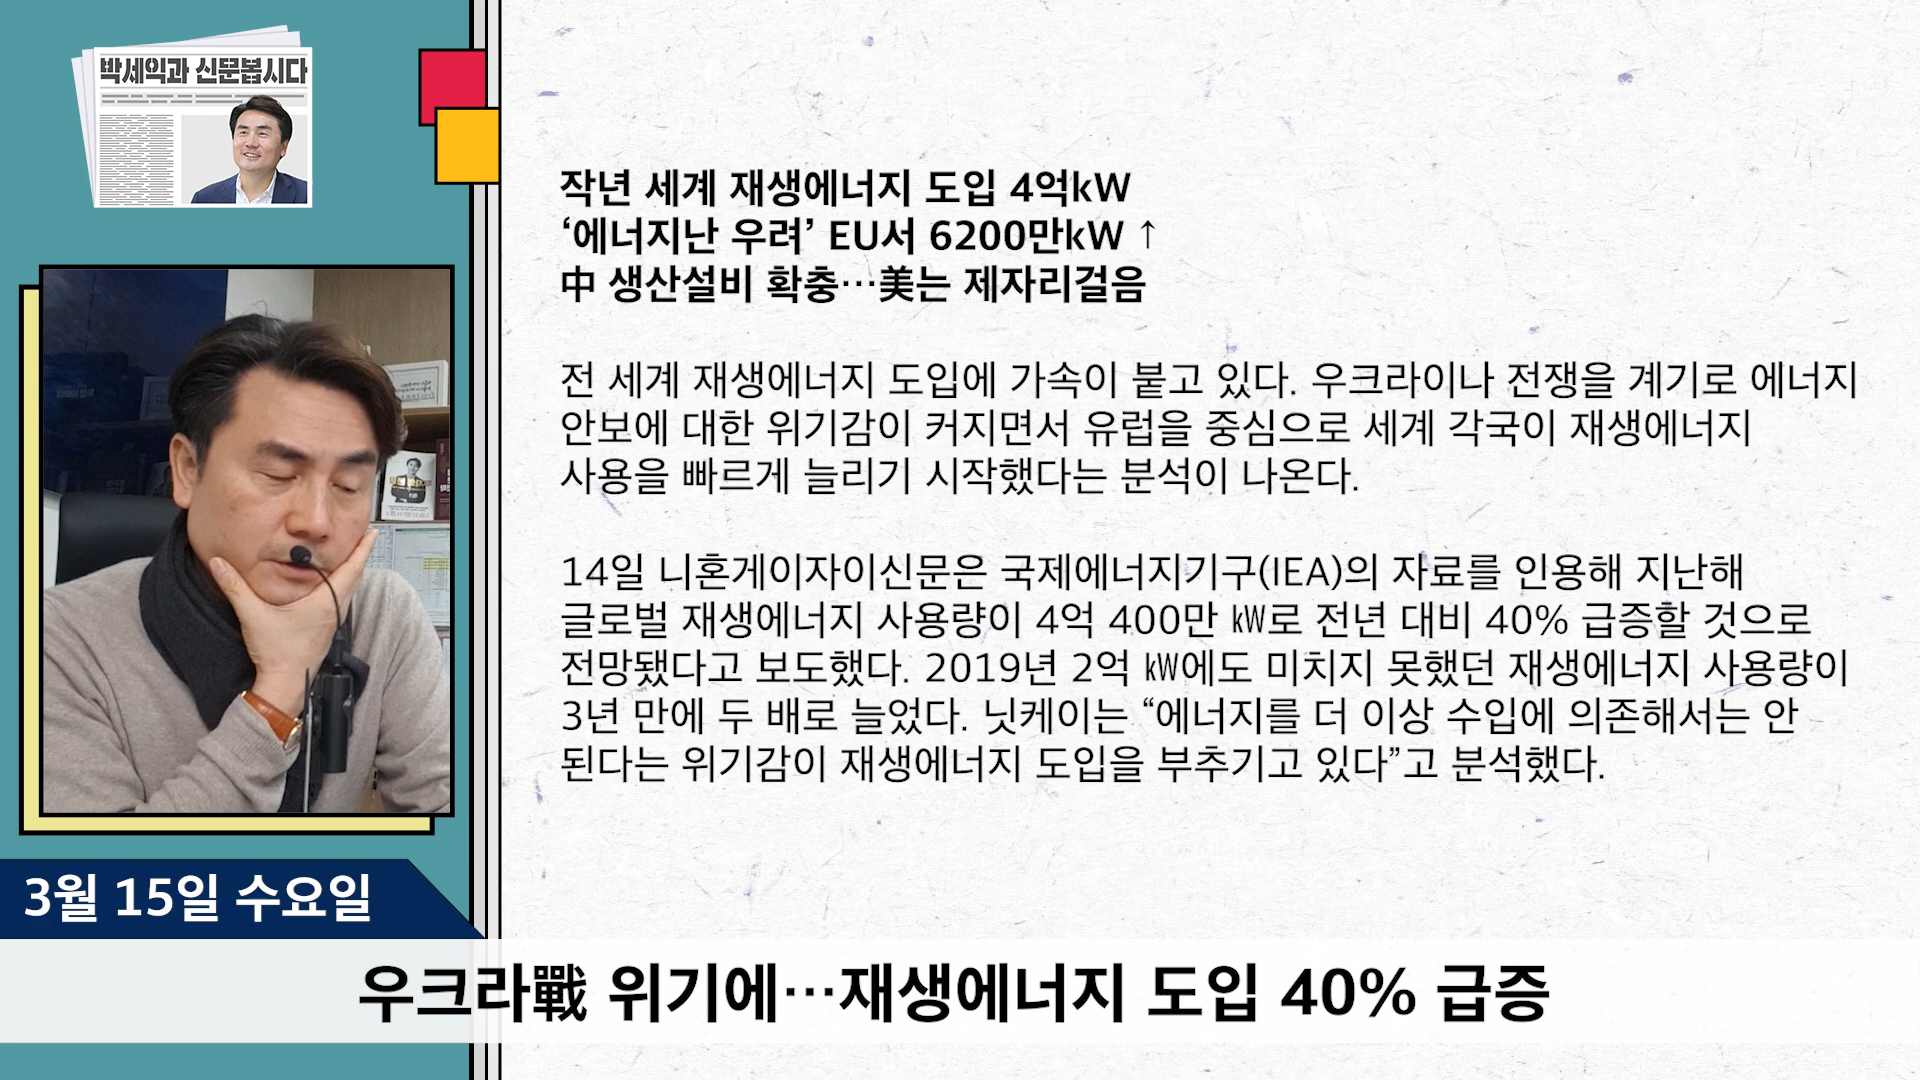 박세익과 신문봅시다
작년 세계 재생에너지 도입 4억kW
‘에너지난 우려’ EU서 6200만kW ↑
中 생산설비 확충…美는 제자리걸음
전 세계 재생에너지 도입에 가속이 붙고 있다. 우크라이나 전쟁을 계기로 에너지
안보에 대한 위기감이 커지면서 유럽을 중심으로 세계 각국이 재생에너지
사용을 빠르게 늘리기 시작했다는 분석이 나온다.
14일 니혼게이자이신문은 국제에너지기구(IEA)의 자료를 인용해 지난해
글로벌 재생에너지 사용량이 4억 400만 ㎾로 전년 대비 40% 급증할 것으로
전망됐다고 보도했다. 2019년 2억 ㎾에도 미치지 못했던 재생에너지 사용량이
3년 만에 두 배로 늘었다. 닛케이는 “에너지를 더 이상 수입에 의존해서는 안
된다는 위기감이 재생에너지 도입을 부추기고 있다”고 분석했다.
3월 15일 수요일
우크라戰 위기에…재생에너지 도입 40% 급증